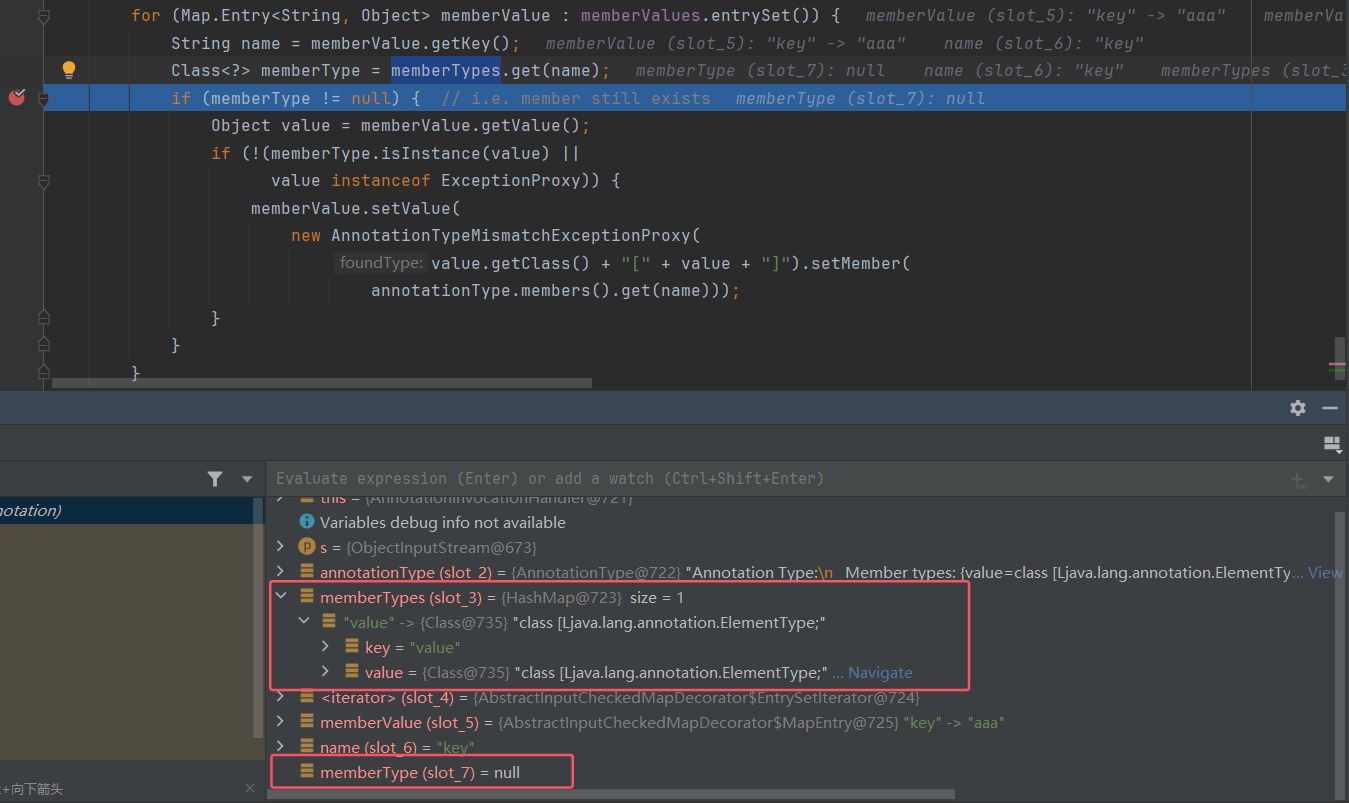 for (Map.Entry<String, Object> memberValue : memberValues.entrySet()) {   memberValue (slot_5): "key" -> "aaa"    memberVa
String name = memberValue.getKey();   memberValue (slot_5): "key" -> "aaa"    name (slot_6): "key"
Class<?> memberType = memberTypes.get(name);   memberType (slot_7): null    name (slot_6): "key"    memberTypes (slot_3
if (memberType != null) {  // i.e. member still exists   memberType (slot_7): null
Object value = memberValue.getValue();
if (!(memberType.isInstance(value) ||
value instanceof ExceptionProxy)) {
memberValue.setValue(
new AnnotationTypeMismatchExceptionProxy(
foundType: value.getClass() + "[" + value + "]").setMember(
annotationType.members().get(name)));
}
}
}
Evaluate expression (Enter) or add a watch (Ctrl+Shift+Enter)
this = {AnnotationInvocationHandler@721}
notation)
Variables debug info not available
s = {ObjectInputStream@673}
annotationType (slot_2) = {AnnotationType@722} "Annotation Type:\n   Member types: {value=class [Ljava.lang.annotation.ElementTy... View
memberTypes (slot_3) = {HashMap@723}  size = 1
"value" -> {Class@735} "class [Ljava.lang.annotation.ElementType;"
key = "value"
value = {Class@735} "class [Ljava.lang.annotation.ElementType;" ... Navigate
<iterator> (slot_4) = {AbstractInputCheckedMapDecorator$EntrySetIterator@724}
memberValue (slot_5) = {AbstractInputCheckedMapDecorator$MapEntry@725} "key" -> "aaa"
name (slot_6) = "key"
memberType (slot_7) = null
+向下箭头